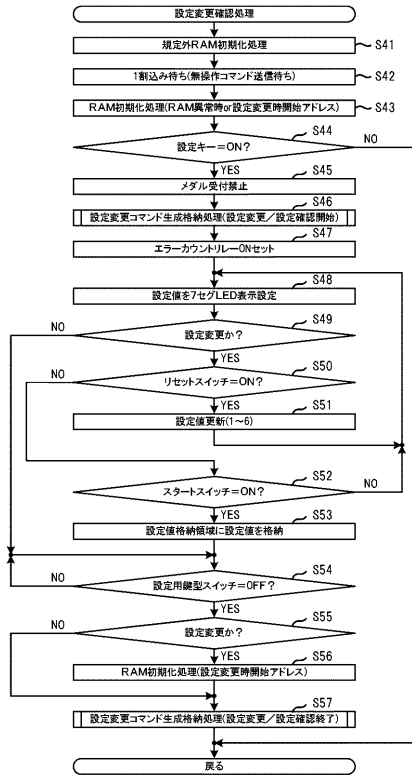 設定変更確認処理
規定外RAM初期化処理
S41
1割込み待ち(無操作コマンド送信待ち)
S42
RAM初期化処理(RAM異常時or設定変更時開始アドレス)
S43
設定キー=ON?
S44
NO
YES
メダル受付禁止
S45
設定変更コマンド生成格納処理(設定変更/設定確認開始)
S46
エラーカウントリレーONセット
S47
設定値を7セグLED表示設定
S48
設定変更か?
S49
NO
YES
リセットスイッチ=ON?
S50
NO
YES
設定値更新(1~6)
S51
スタートスイッチ=ON?
S52
NO
YES
設定値格納領域に設定値を格納
S53
設定用鍵型スイッチ=OFF?
S54
NO
YES
設定変更か?
S55
NO
YES
RAM初期化処理(設定変更時開始アドレス)
S56
設定変更コマンド生成格納処理(設定変更/設定確認終了)
S57
戻る